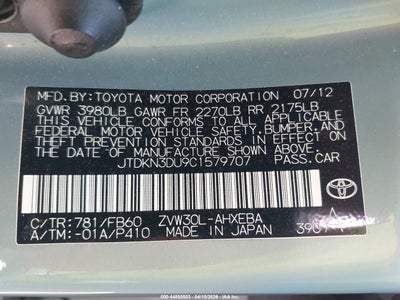 MFD.BY:TOYOTA MOTOR CORPORATION 07/12
GVWR 3980LB GAWR FR 2270LB RR 2175LB
THIS VEHICLE CONFORMS TO ALL APPLICABLE
FEDERAL MOTOR VEHICLE SAFETY, BUMPER, AND
THEFT PREVENTION STANDARDS IN EFFECT ON THE
DATE OF MANUFACTURE SHOWN ABOVE.
JTDKN3DU9C1579707 PASS.CAR
C/TR:781/FB60 ZVW30L-AHXEBA
A/TM:-01A/P410 MADE IN JAPAN
TOYOTA